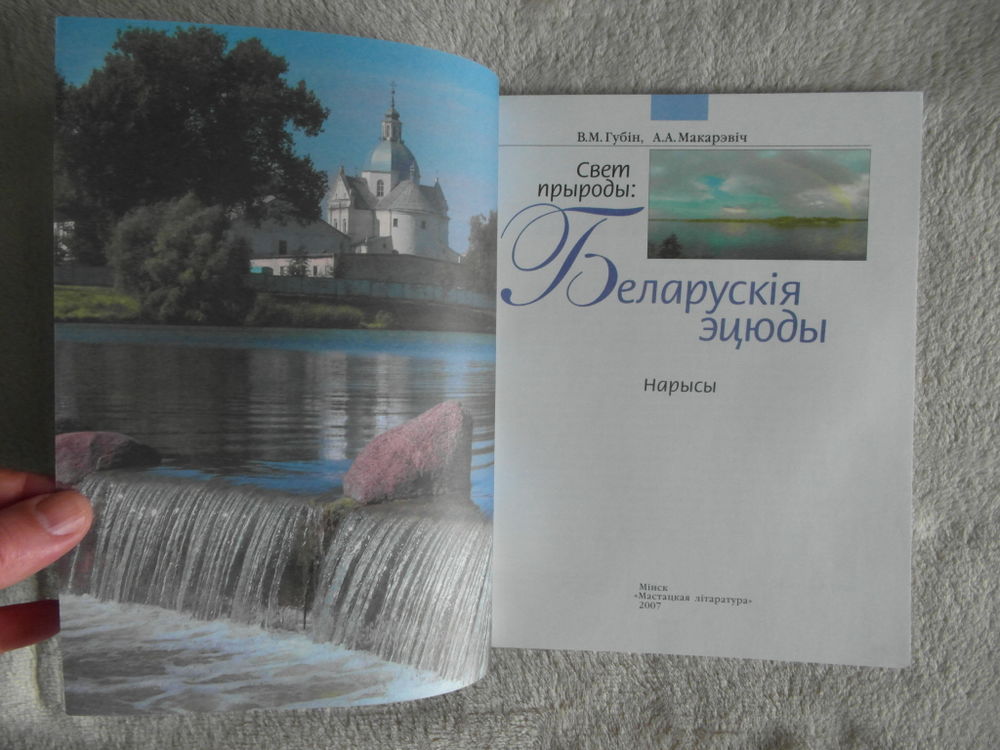 В.М.Губін, А.А.Макарэвіч
Свет
прыроды:
Беларускія
эцюды
Нарысы
Мінск
«Мастацкая літаратура»
2007